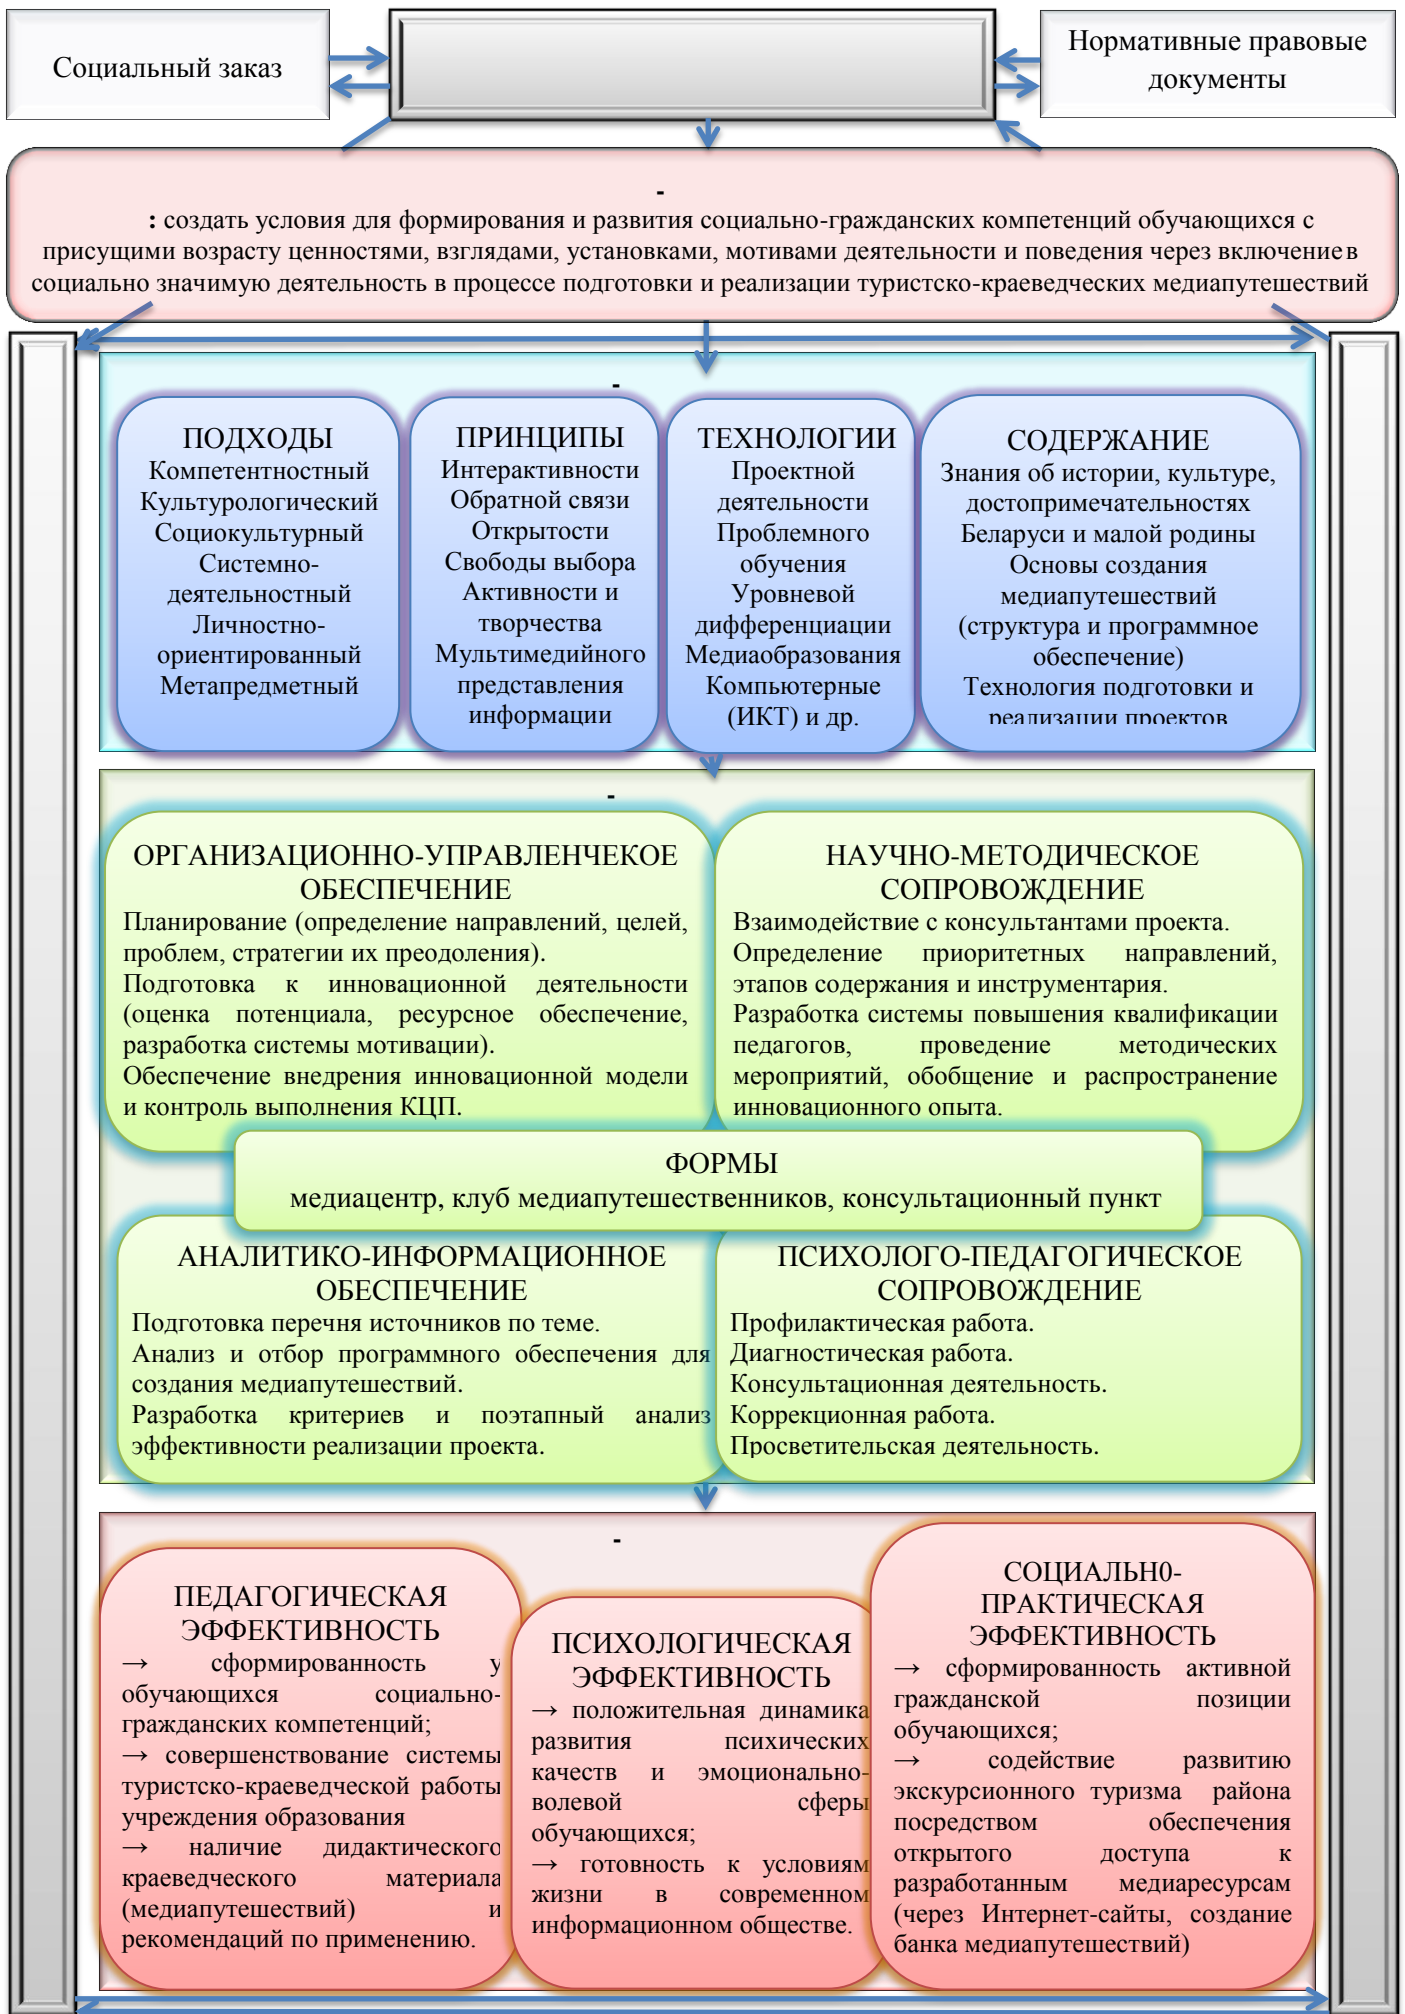 Социальный заказ
Нормативные правовые
документы
-
: создать условия для формирования и развития социально-гражданских компетенций обучающихся с
присущими возрасту ценностями, взглядами, установками, мотивами деятельности и поведения через включение в
социально значимую деятельность в процессе подготовки и реализации туристско-краеведческих медиапутешествий
-
ПОДХОДЫ
Компетентностный
Культурологический
Социокультурный
Системно-
деятельностный
Личностно-
ориентированный
Метапредметный
ПРИНЦИПЫ
Интерактивности
Обратной связи
Открытости
Свободы выбора
Активности и
творчества
Мультимедийного
представления
информации
ТЕХНОЛОГИИ
Проектной
деятельности
Проблемного
обучения
Уровневой
дифференциации
Медиаобразования
Компьютерные
(ИКТ) и др.
СОДЕРЖАНИЕ
Знания об истории, культуре,
достопримечательностях
Беларуси и малой родины
Основы создания
медиапутешествий
(структура и программное
обеспечение)
Технология подготовки и
реализации проектов
-
ОРГАНИЗАЦИОННО-УПРАВЛЕНЧЕКОЕ
ОБЕСПЕЧЕНИЕ
Планирование (определение направлений, целей,
проблем, стратегии их преодоления).
Подготовка к инновационной деятельности
(оценка потенциала, ресурсное обеспечение,
разработка системы мотивации).
Обеспечение внедрения инновационной модели
и контроль выполнения КЦП.
НАУЧНО-МЕТОДИЧЕСКОЕ
СОПРОВОЖДЕНИЕ
Взаимодействие с консультантами проекта.
Определение приоритетных направлений,
этапов содержания и инструментария.
Разработка системы повышения квалификации
педагогов, проведение методических
мероприятий, обобщение и распространение
инновационного опыта.
ФОРМЫ
медиацентр, клуб медиапутешественников, консультационный пункт
АНАЛИТИКО-ИНФОРМАЦИОННОЕ
ОБЕСПЕЧЕНИЕ
Подготовка перечня источников по теме.
Анализ и отбор программного обеспечения для
создания медиапутешествий.
Разработка критериев и поэтапный анализ
эффективности реализации проекта.
ПСИХОЛОГО-ПЕДАГОГИЧЕСКОЕ
СОПРОВОЖДЕНИЕ
Профилактическая работа.
Диагностическая работа.
Консультационная деятельность.
Коррекционная работа.
Просветительская деятельность.
-
ПЕДАГОГИЧЕСКАЯ
ЭФФЕКТИВНОСТЬ
→ сформированность у
обучающихся социально-
гражданских компетенций;
→ совершенствование системы
туристско-краеведческой работы
учреждения образования
→ наличие дидактического
краеведческого материала
(медиапутешествий) и
рекомендаций по применению.
ПСИХОЛОГИЧЕСКАЯ
ЭФФЕКТИВНОСТЬ
→ положительная динамика
развития психических
качеств и эмоционально-
волевой сферы
обучающихся;
→ готовность к условиям
жизни в современном
информационном обществе.
СОЦИАЛЬН0-
ПРАКТИЧЕСКАЯ
ЭФФЕКТИВНОСТЬ
→ сформированность активной
гражданской позиции
обучающихся;
→ содействие развитию
экскурсионного туризма района
посредством обеспечения
открытого доступа к
разработанным медиаресурсам
(через Интернет-сайты, создание
банка медиапутешествий)